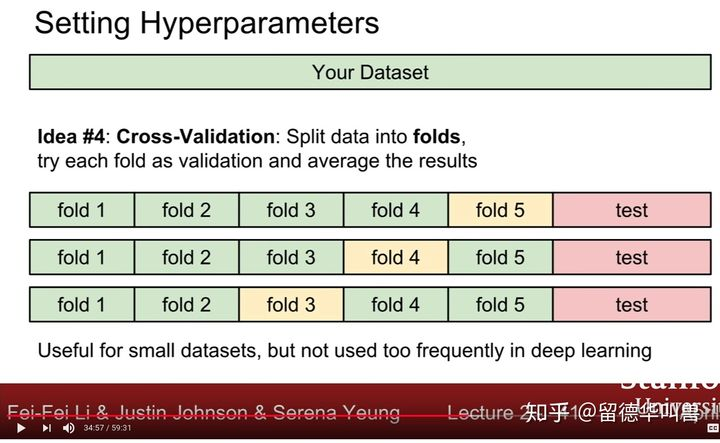 Setting Hyperparameters
Your Dataset
Idea #4: Cross-Validation: Split data into folds,
try each fold as validation and average the results
fold 1 fold 2 fold 3 fold 4 fold 5 test
fold 1 fold 2 fold 3 fold 4 fold 5 test
fold 1 fold 2 fold 3 fold 4 fold 5 test
Useful for small datasets, but not used too frequently in deep learning
Fei-Fei Li & Justin Johnson & Serena Yeung Lecture 2
知乎 @留德华叫兽
34:57 / 59:31